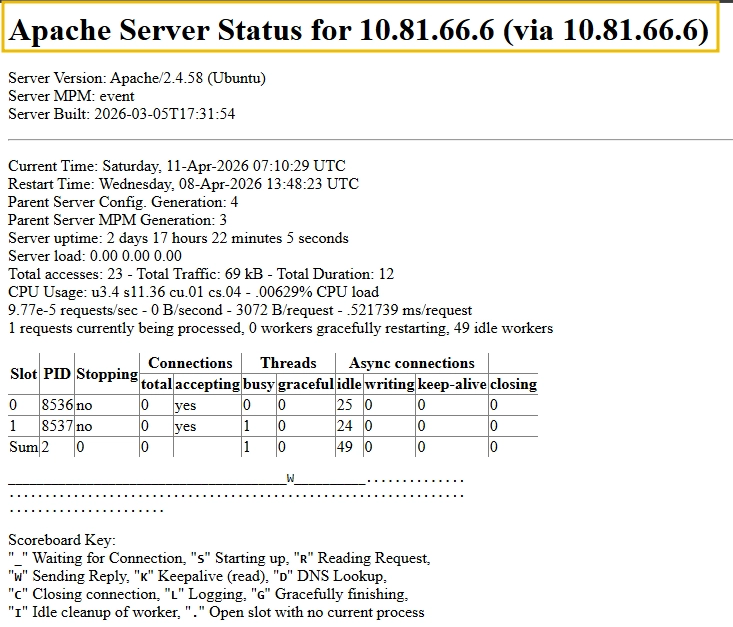 Apache Server Status for 10.81.66.6 (via 10.81.66.6)
Server Version: Apache/2.4.58 (Ubuntu)
Server MPM: event
Server Built: 2026-03-05T17:31:54
Current Time: Saturday, 11-Apr-2026 07:10:29 UTC
Restart Time: Wednesday, 08-Apr-2026 13:48:23 UTC
Parent Server Config. Generation: 4
Parent Server MPM Generation: 3
Server uptime: 2 days 17 hours 22 minutes 5 seconds
Server load: 0.00 0.00 0.00
Total accesses: 23 - Total Traffic: 69 kB - Total Duration: 12
CPU Usage: u3.4 s11.36 cu.01 cs.04 - .00629% CPU load
9.77e-5 requests/sec - 0 B/second - 3072 B/request - .521739 ms/request
1 requests currently being processed, 0 workers gracefully restarting, 49 idle workers
Slot PID Stopping Connections Threads Async connections
total accepting busy graceful idle writing keep-alive closing
0 8536 no 0 yes 0 0 25 0 0 0
1 8537 no 0 yes 1 0 24 0 0 0
Sum 2 0 0 1 0 49 0 0 0
_______________________________________W__________..............
................................................................
......................
Scoreboard Key:
"_" Waiting for Connection, "S" Starting up, "R" Reading Request,
"W" Sending Reply, "K" Keepalive (read), "D" DNS Lookup,
"C" Closing connection, "L" Logging, "G" Gracefully finishing,
"I" Idle cleanup of worker, "." Open slot with no current process